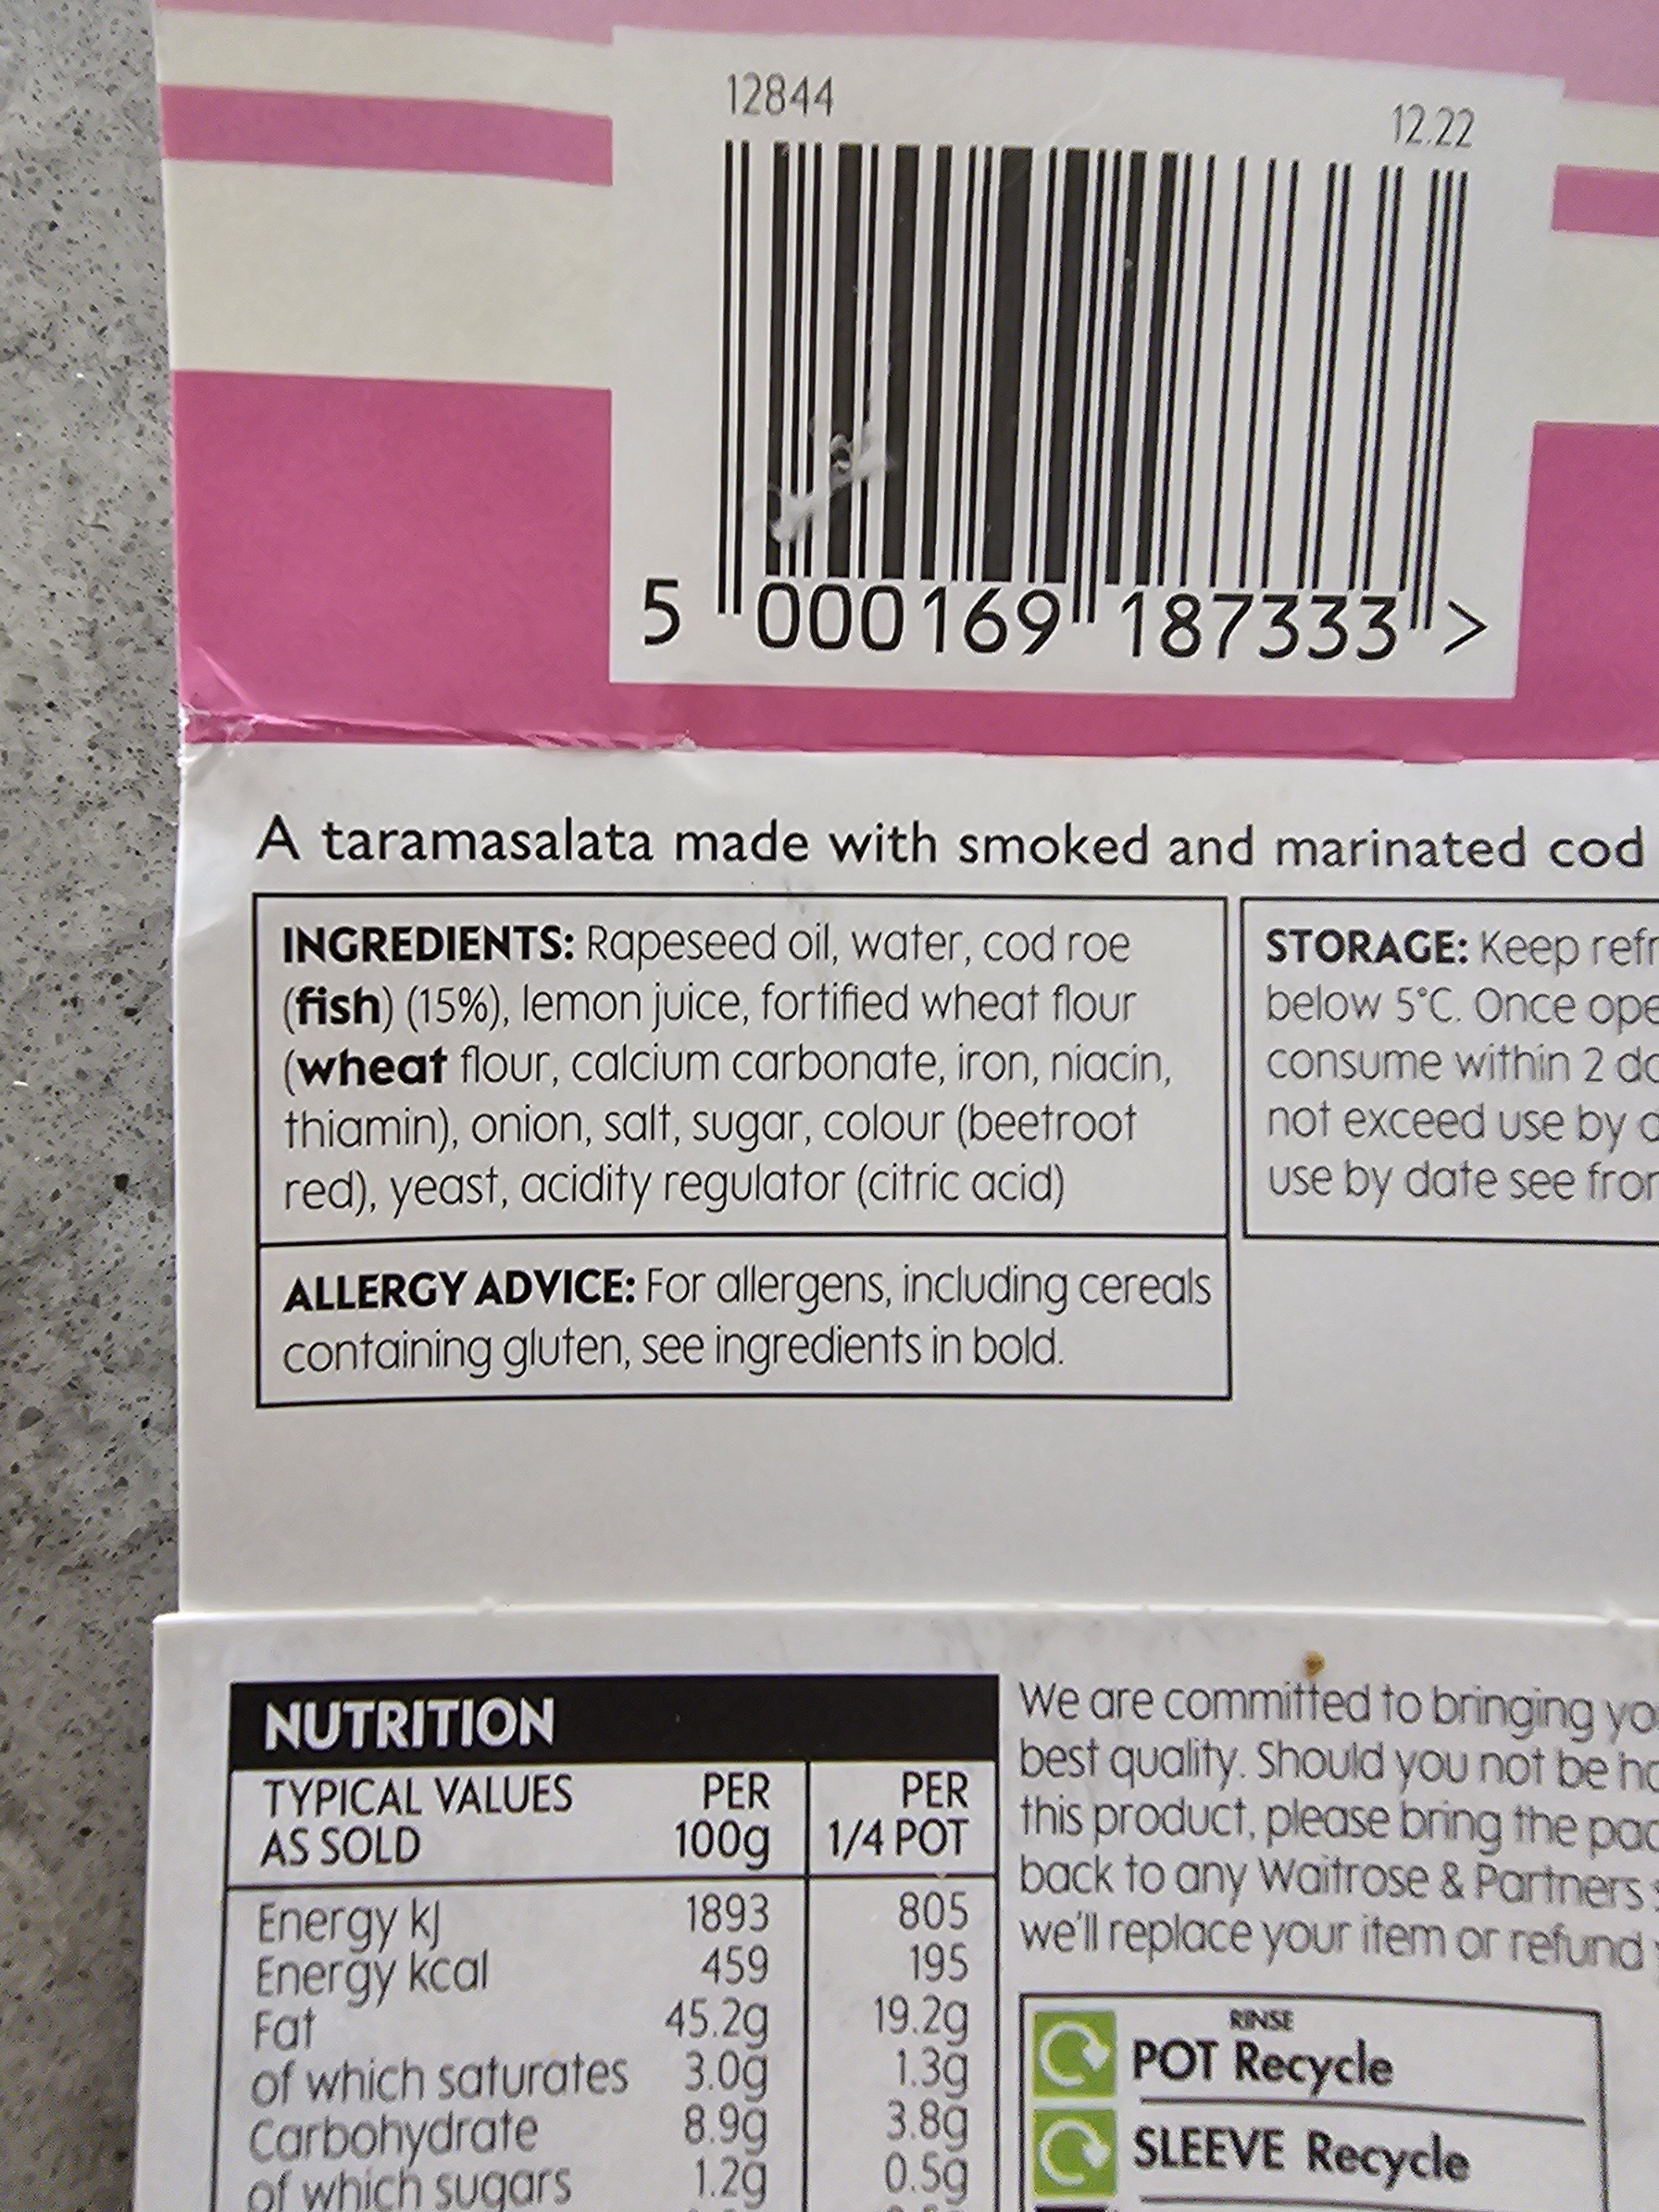 12844
12.22
5 000169 187333 >
A taramasalata made with smoked and marinated cod
INGREDIENTS: Rapeseed oil, water, cod roe
(fish) (15%), lemon juice, fortified wheat flour
(wheat flour, calcium carbonate, iron, niacin,
thiamin), onion, salt, sugar, colour (beetroot
red), yeast, acidity regulator (citric acid)
ALLERGY ADVICE: For allergens, including cereals
containing gluten, see ingredients in bold.
STORAGE: Keep refr
below 5°C. Once ope
consume within 2 da
not exceed use by d
use by date see fron
NUTRITION
TYPICAL VALUES AS SOLD PER 100g PER 1/4 POT
Energy kJ 1893 805
Energy kcal 459 195
Fat 45.2g 19.2g
of which saturates 3.0g 1.3g
Carbohydrate 8.9g 3.8g
of which sugars 1.2g 0.5g
We are committed to bringing yo
best quality. Should you not be ha
this product, please bring the pac
back to any Waitrose & Partners
we'll replace your item or refund
RINSE
POT Recycle
SLEEVE Recycle